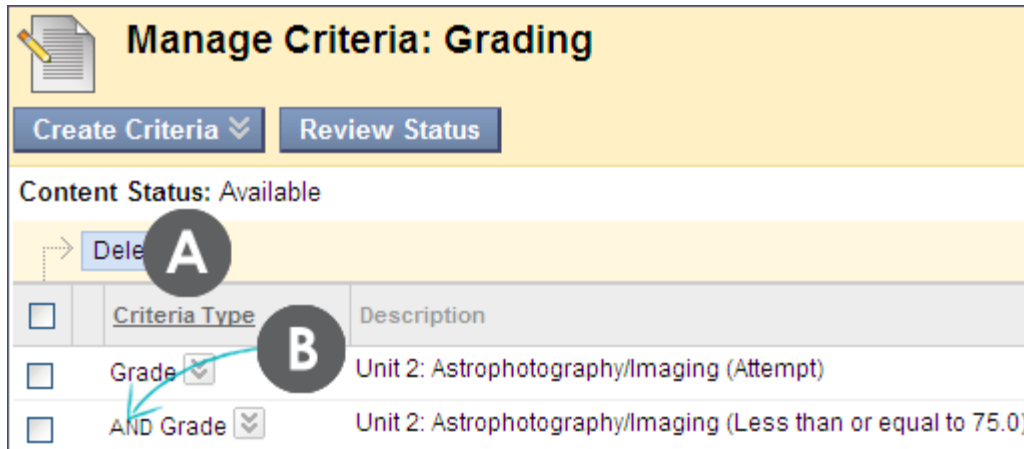 Manage Criteria: Grading
Create Criteria Review Status
Content Status: Available
A
Criteria Type Description
B
Grade Unit 2: Astrophotography/Imaging (Attempt)
AND Grade Unit 2: Astrophotography/Imaging (Less than or equal to 75.0)